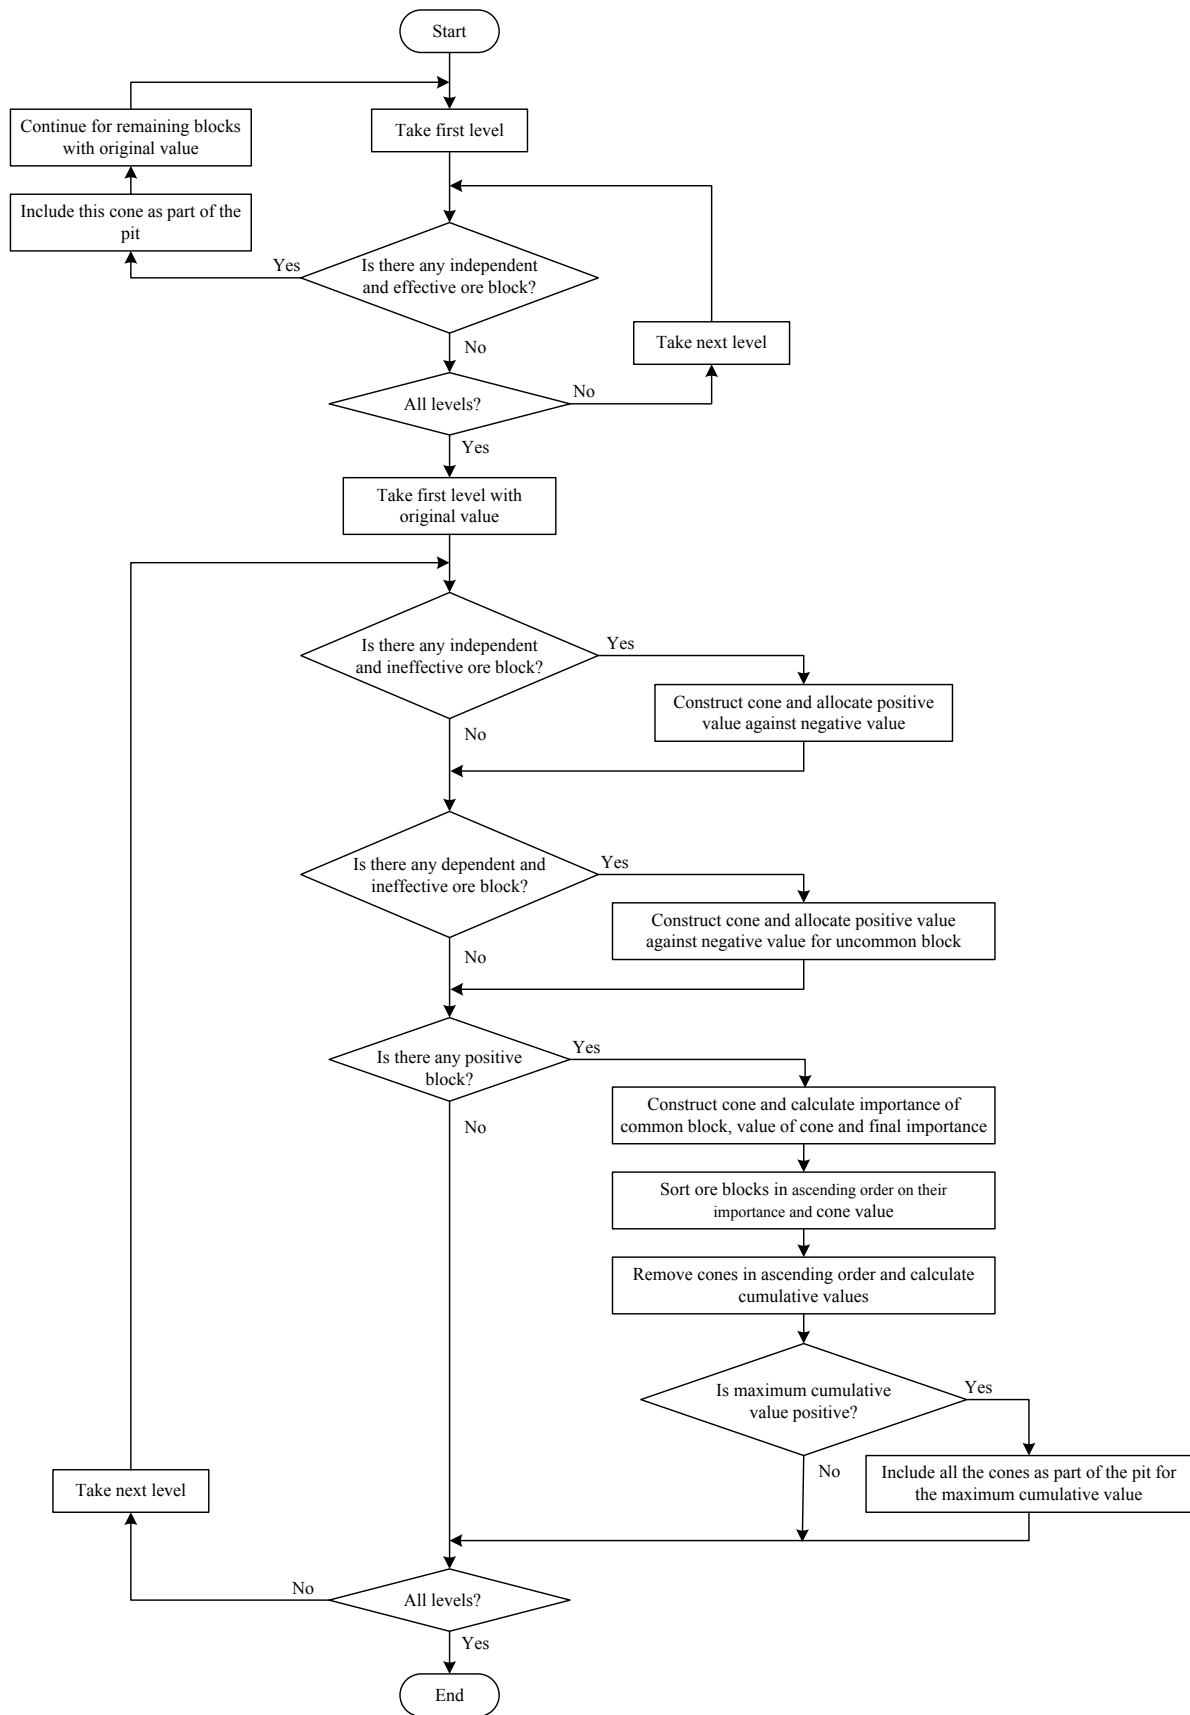 Start
Continue for remaining blocks
with original value
Take first level
Include this cone as part of the
pit
Yes
Is there any independent
and effective ore block?
No
Take next level
All levels?
No
Yes
Take first level with
original value
Is there any independent
and ineffective ore block?
Yes
Construct cone and allocate positive
value against negative value
No
Is there any dependent and
ineffective ore block?
Yes
Construct cone and allocate positive value
against negative value for uncommon block
No
Is there any positive
block?
Yes
No
Construct cone and calculate importance of
common block, value of cone and final importance
Sort ore blocks in ascending order on their
importance and cone value
Remove cones in ascending order and calculate
cumulative values
Is maximum cumulative
value positive?
Yes
No
Include all the cones as part of the pit for
the maximum cumulative value
Take next level
No
All levels?
Yes
End